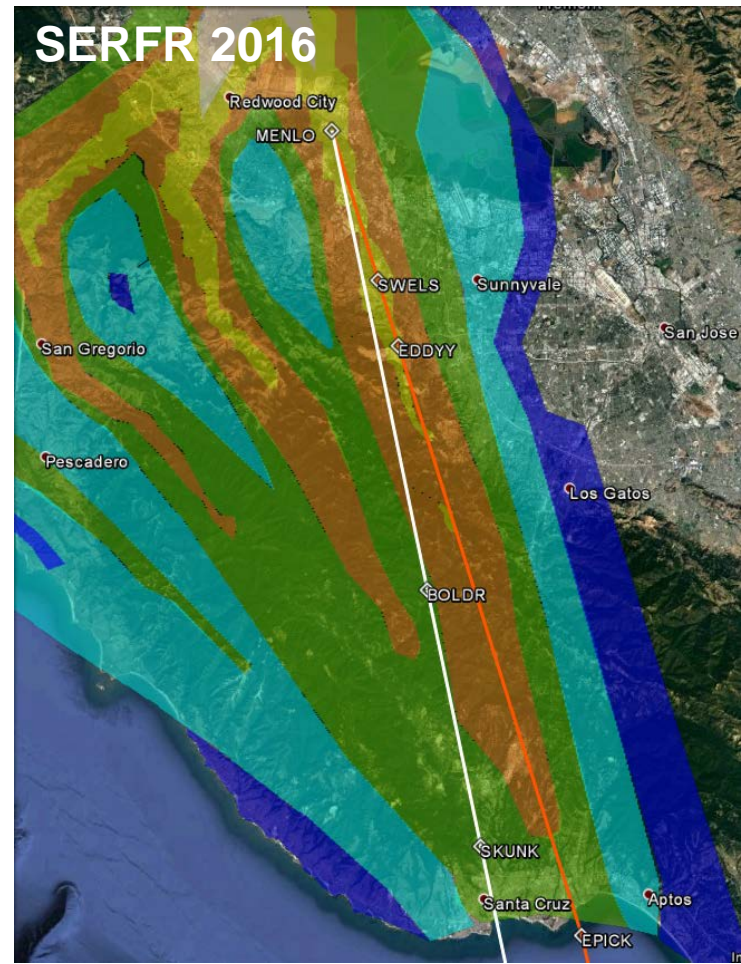 Fremont
SERFR 2016
Redwood City
MENLO
SWELS
Sunnyvale
San Jose
San Gregorio
EDDYY
Pescadero
Los Gatos
BOLDR
SKUNK
Santa Cruz
Aptos
EPICK